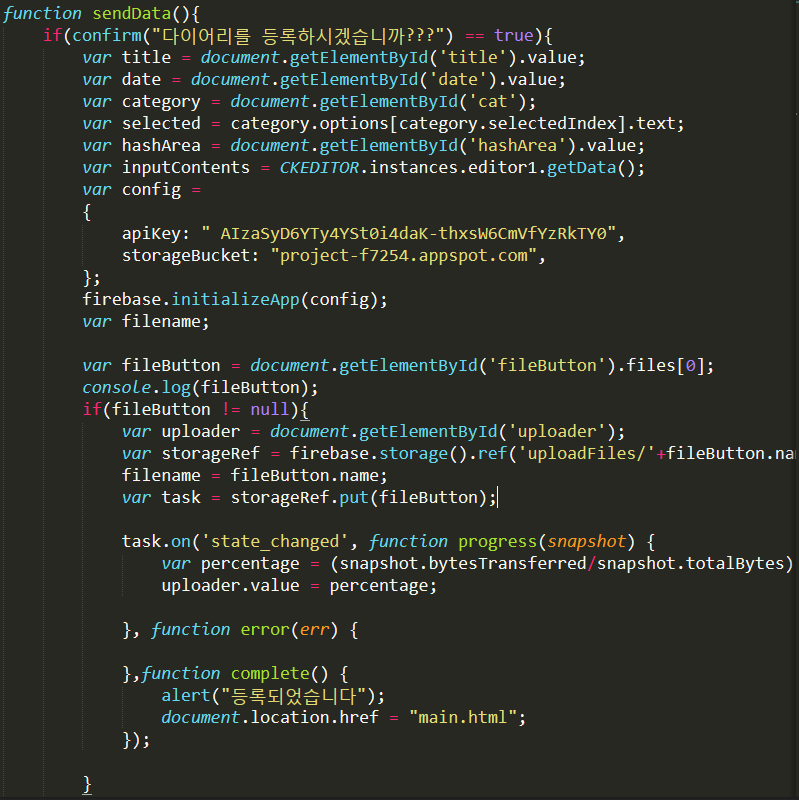 function sendData(){
if(confirm("다이어리를 등록하시겠습니까???") == true){
var title = document.getElementById('title').value;
var date = document.getElementById('date').value;
var category = document.getElementById('cat');
var selected = category.options[category.selectedIndex].text;
var hashArea = document.getElementById('hashArea').value;
var inputContents = CKEDITOR.instances.editor1.getData();
var config =
{
apiKey: " AIzaSyD6YTy4YSt0i4daK-thxsW6CmVfYzRkTY0",
storageBucket: "project-f7254.appspot.com",
};
firebase.initializeApp(config);
var filename;
var fileButton = document.getElementById('fileButton').files[0];
console.log(fileButton);
if(fileButton != null){
var uploader = document.getElementById('uploader');
var storageRef = firebase.storage().ref('uploadFiles/'+fileButton.na
filename = fileButton.name;
var task = storageRef.put(fileButton);
task.on('state_changed', function progress(snapshot) {
var percentage = (snapshot.bytesTransferred/snapshot.totalBytes)
uploader.value = percentage;
}, function error(err) {
},function complete() {
alert("등록되었습니다");
document.location.href = "main.html";
});
}